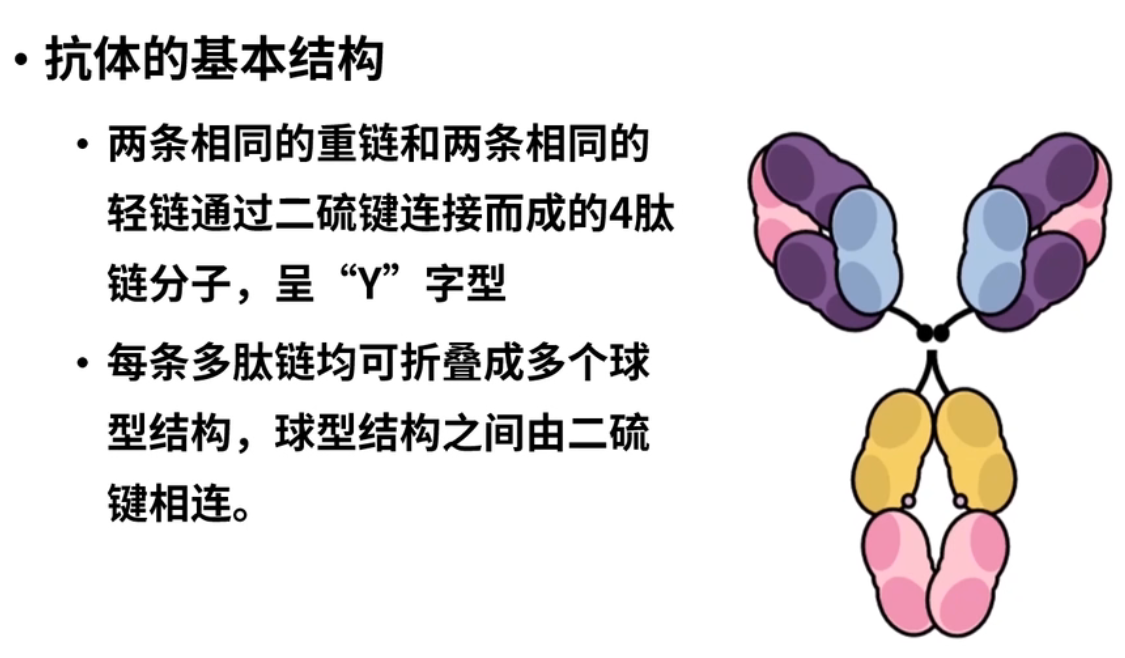 • 抗体的基本结构
• 两条相同的重链和两条相同的
轻链通过二硫键连接而成的4肽
链分子，呈“Y”字型
• 每条多肽链均可折叠成多个球
型结构，球型结构之间由二硫
键相连。